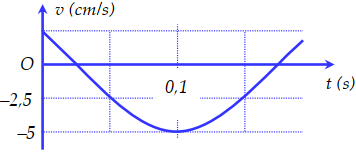 v (cm/s)
O
0,1
t (s)
–2,5
–5